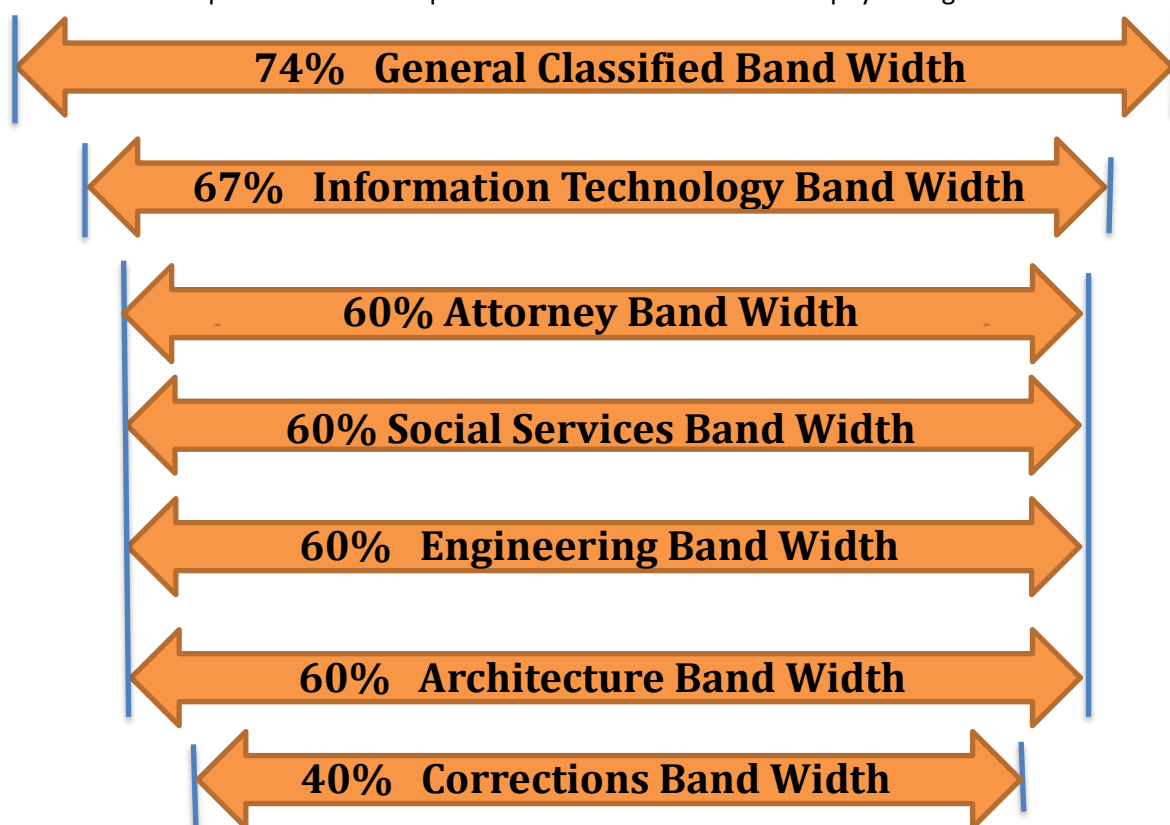 74% General Classified Band Width
67% Information Technology Band Width
60% Attorney Band Width
60% Social Services Band Width
60% Engineering Band Width
60% Architecture Band Width
40% Corrections Band Width